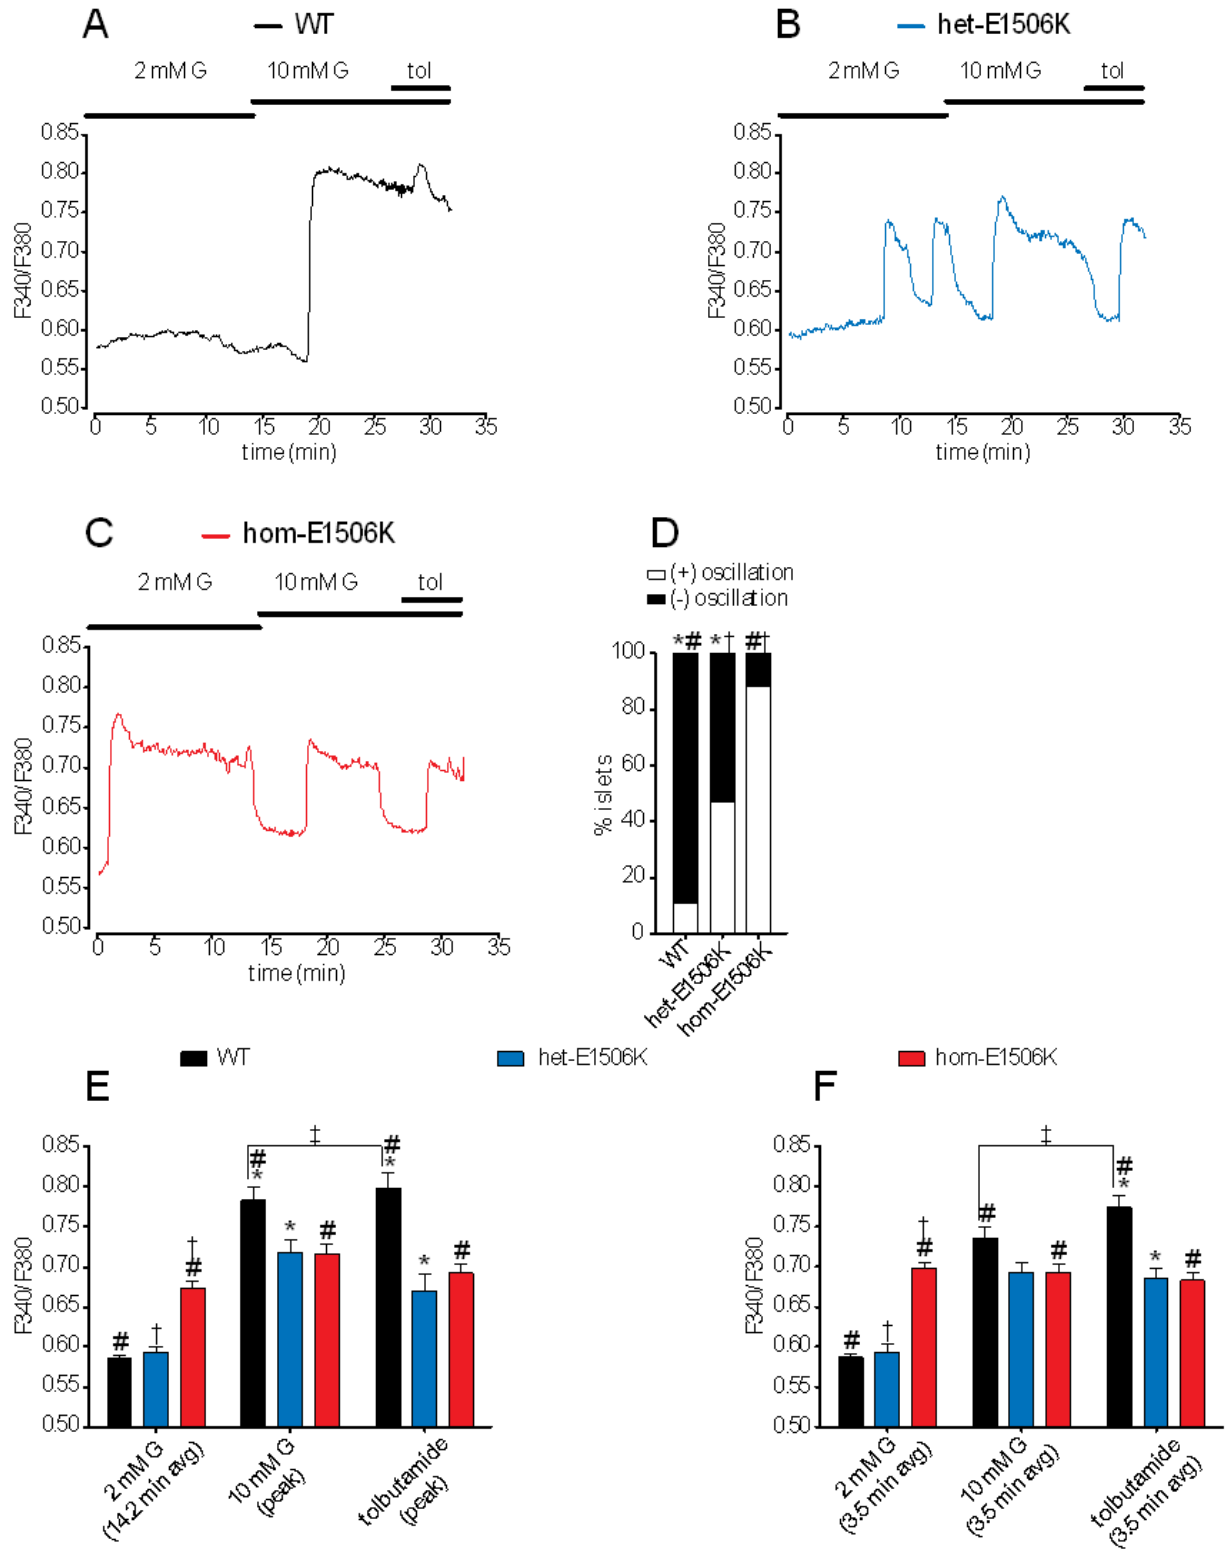 A
WT
2 mM G
10 mM G
tol
0.85
0.80
0.75
0.70
0.65
0.60
0.55
0.50
F340/F380
0
5
10
15
20
25
30
35
time (min)
B
het-E1506K
2 mM G
10 mM G
tol
0.85
0.80
0.75
0.70
0.65
0.60
0.55
0.50
F340/F380
0
5
10
15
20
25
30
35
time (min)
C
hom-E1506K
2 mM G
10 mM G
tol
0.85
0.80
0.75
0.70
0.65
0.60
0.55
0.50
F340/F380
0
5
10
15
20
25
30
35
time (min)
D
(+) oscillation
(-) oscillation
*# *† #†
100
80
60
40
20
0
% islets
WT
het-E1506K
hom-E1506K
WT
het-E1506K
hom-E1506K
E
0.85
0.80
0.75
0.70
0.65
0.60
0.55
0.50
F340/F380
‡
#
†
†
#
#
*
*
#
#
*
*
#
2 mM G
(14.2 min avg)
10 mM G
(peak)
tolbutamide
(peak)
F
0.85
0.80
0.75
0.70
0.65
0.60
0.55
0.50
F340/F380
‡
#
†
†
#
#
#
#
*
*
#
2 mM G
(3.5 min avg)
10 mM G
(3.5 min avg)
tolbutamide
(3.5 min avg)